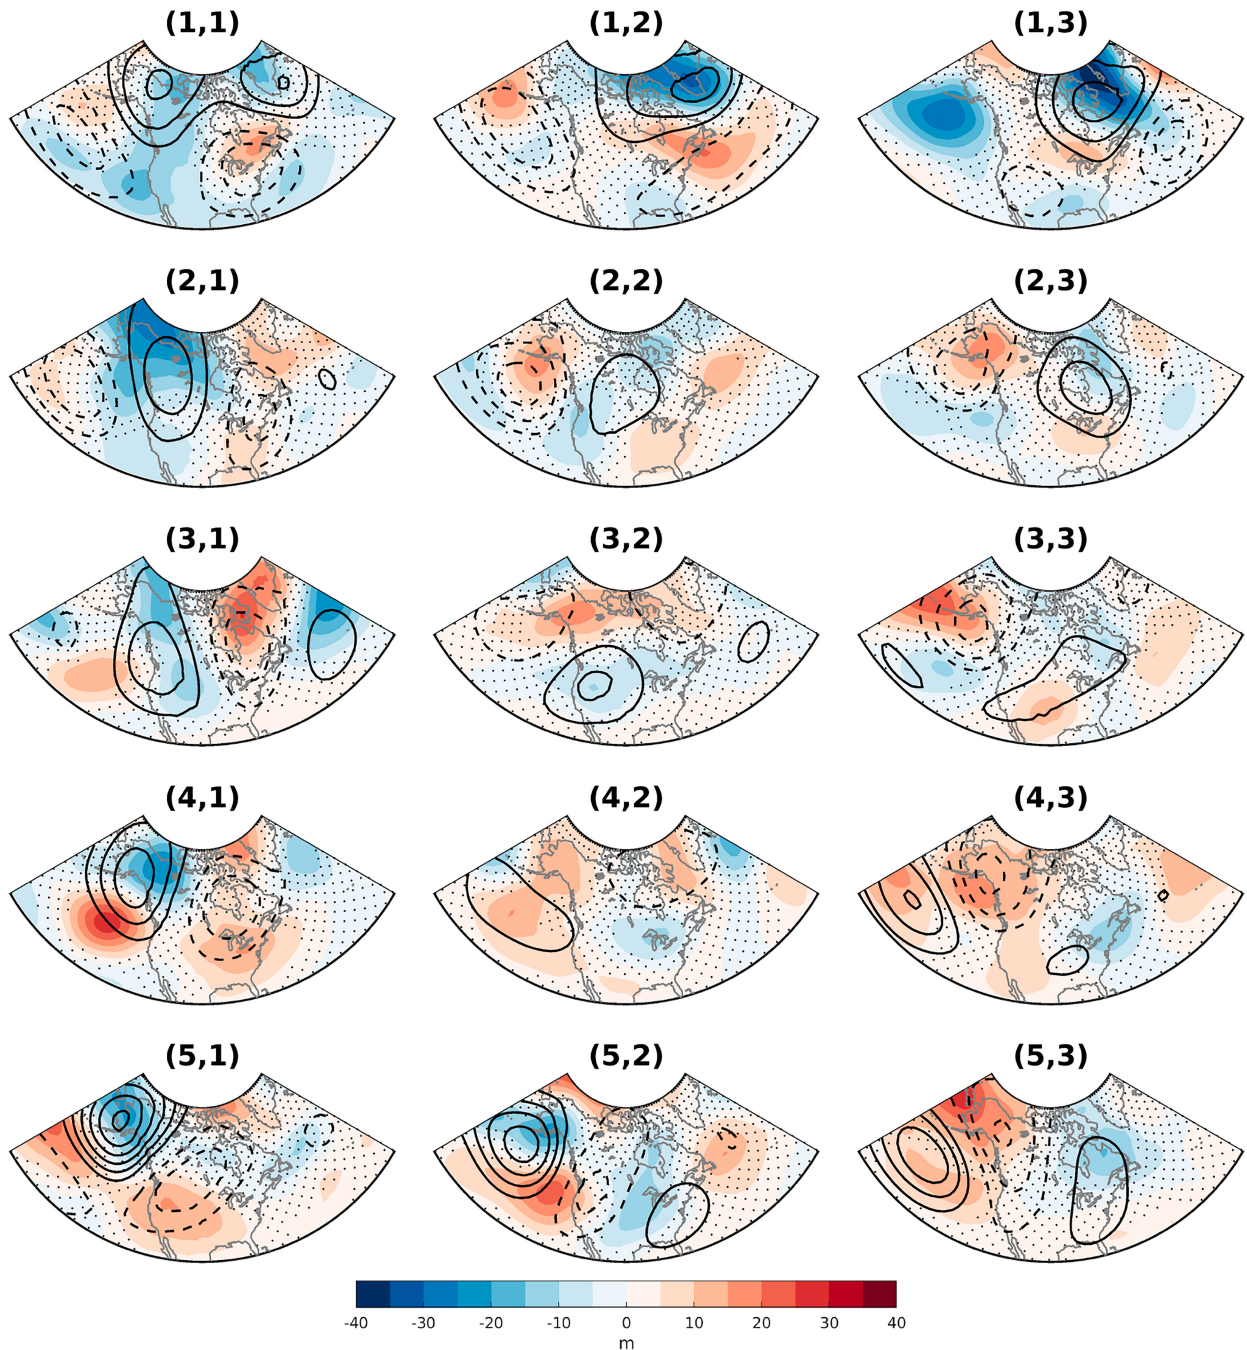 (1,1) (1,2) (1,3)
(2,1) (2,2) (2,3)
(3,1) (3,2) (3,3)
(4,1) (4,2) (4,3)
(5,1) (5,2) (5,3)
-40 -30 -20 -10 0 10 20 30 40
m